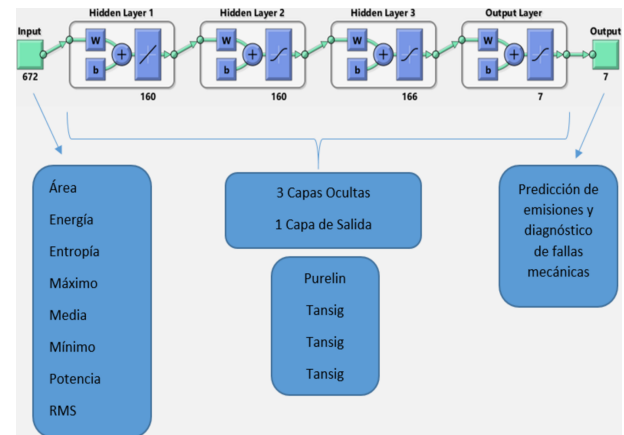 Hidden Layer 1
Hidden Layer 2
Hidden Layer 3
Output Layer
Input
Output
W
b
+
W
b
+
W
b
+
W
b
+
672
160
160
166
7
7
Área
Energía
Entropía
Máximo
Media
Mínimo
Potencia
RMS
3 Capas Ocultas
1 Capa de Salida
Purelin
Tansig
Tansig
Tansig
Predicción de
emisiones y
diagnóstico
de fallas
mecánicas